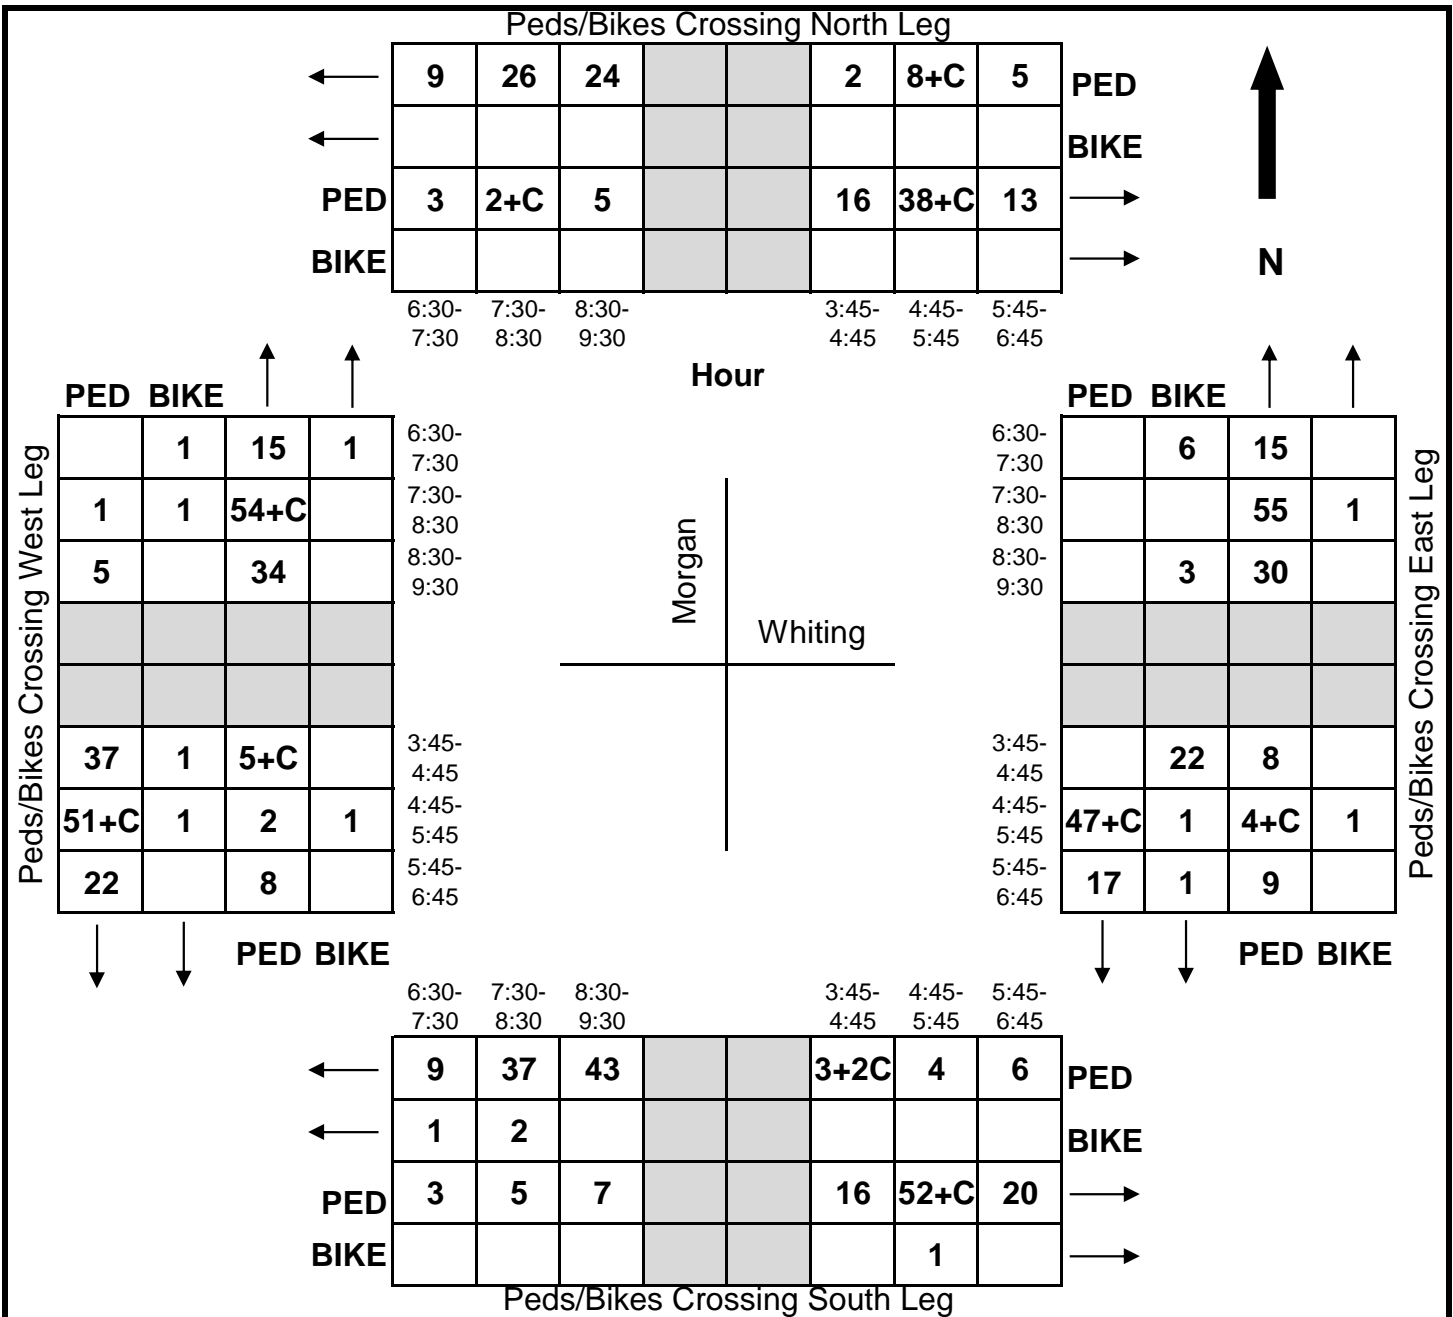 Peds/Bikes Crossing North Leg
9 26 24 2 8+C 5 PED
BIKE
PED 3 2+C 5 16 38+C 13
BIKE
N
6:30- 7:30- 8:30- 3:45- 4:45- 5:45-
7:30 8:30 9:30 4:45 5:45 6:45
Hour
PED BIKE
PED BIKE
Peds/Bikes Crossing West Leg
1 15 1
1 1 54+C
5 34
37 1 5+C
51+C 1 2 1
22 8
PED BIKE
6:30-
7:30
7:30-
8:30
8:30-
9:30
3:45-
4:45
4:45-
5:45
5:45-
6:45
Morgan
Whiting
6:30-
7:30
7:30-
8:30
8:30-
9:30
3:45-
4:45
4:45-
5:45
5:45-
6:45
6 15
55 1
3 30
22 8
47+C 1 4+C 1
17 1 9
PED BIKE
Peds/Bikes Crossing East Leg
6:30- 7:30- 8:30- 3:45- 4:45- 5:45-
7:30 8:30 9:30 4:45 5:45 6:45
9 37 43 3+2C 4 6 PED
1 2 BIKE
PED 3 5 7 16 52+C 20
BIKE 1
Peds/Bikes Crossing South Leg